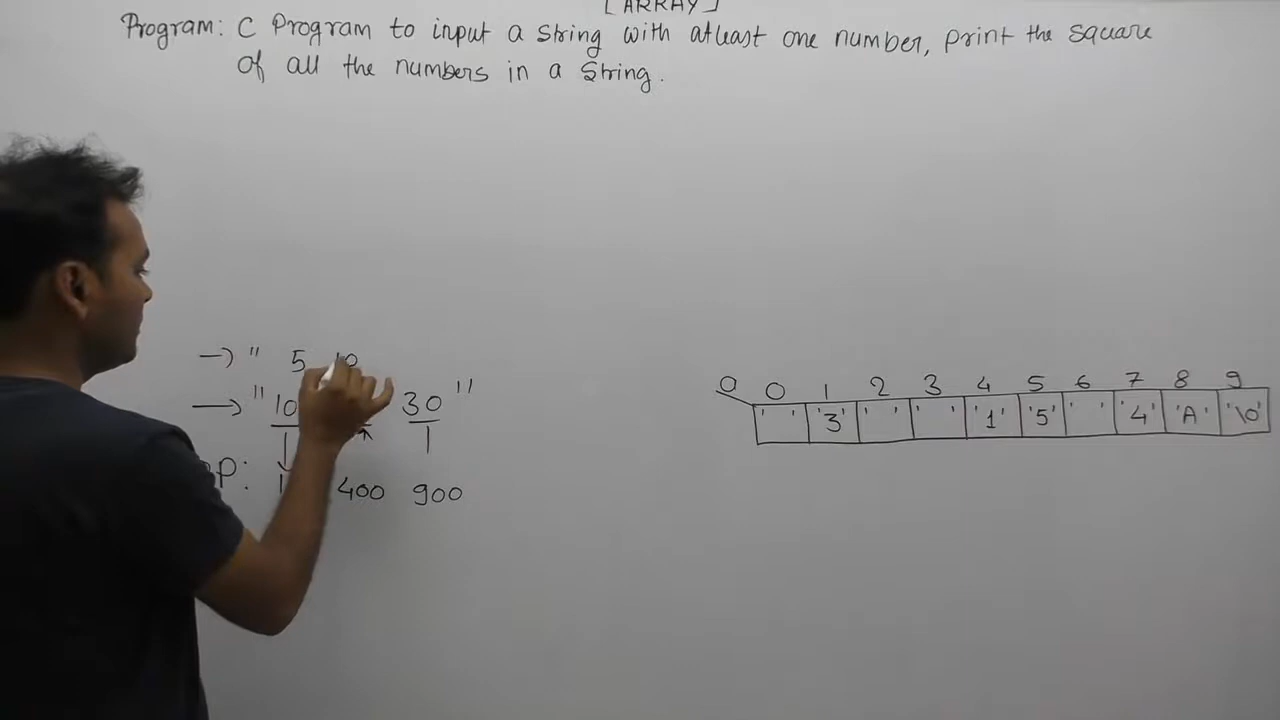 [ARRAY]
Program: C Program to input a string with atleast one number, print the square
of all the numbers in a String.
→ " 5 10
→ "10 30 "
P: 1 400 900
0 0 1 2 3 4 5 6 7 8 9
' ' '3' ' ' ' ' '1' '5' ' ' '4' 'A' '\0'